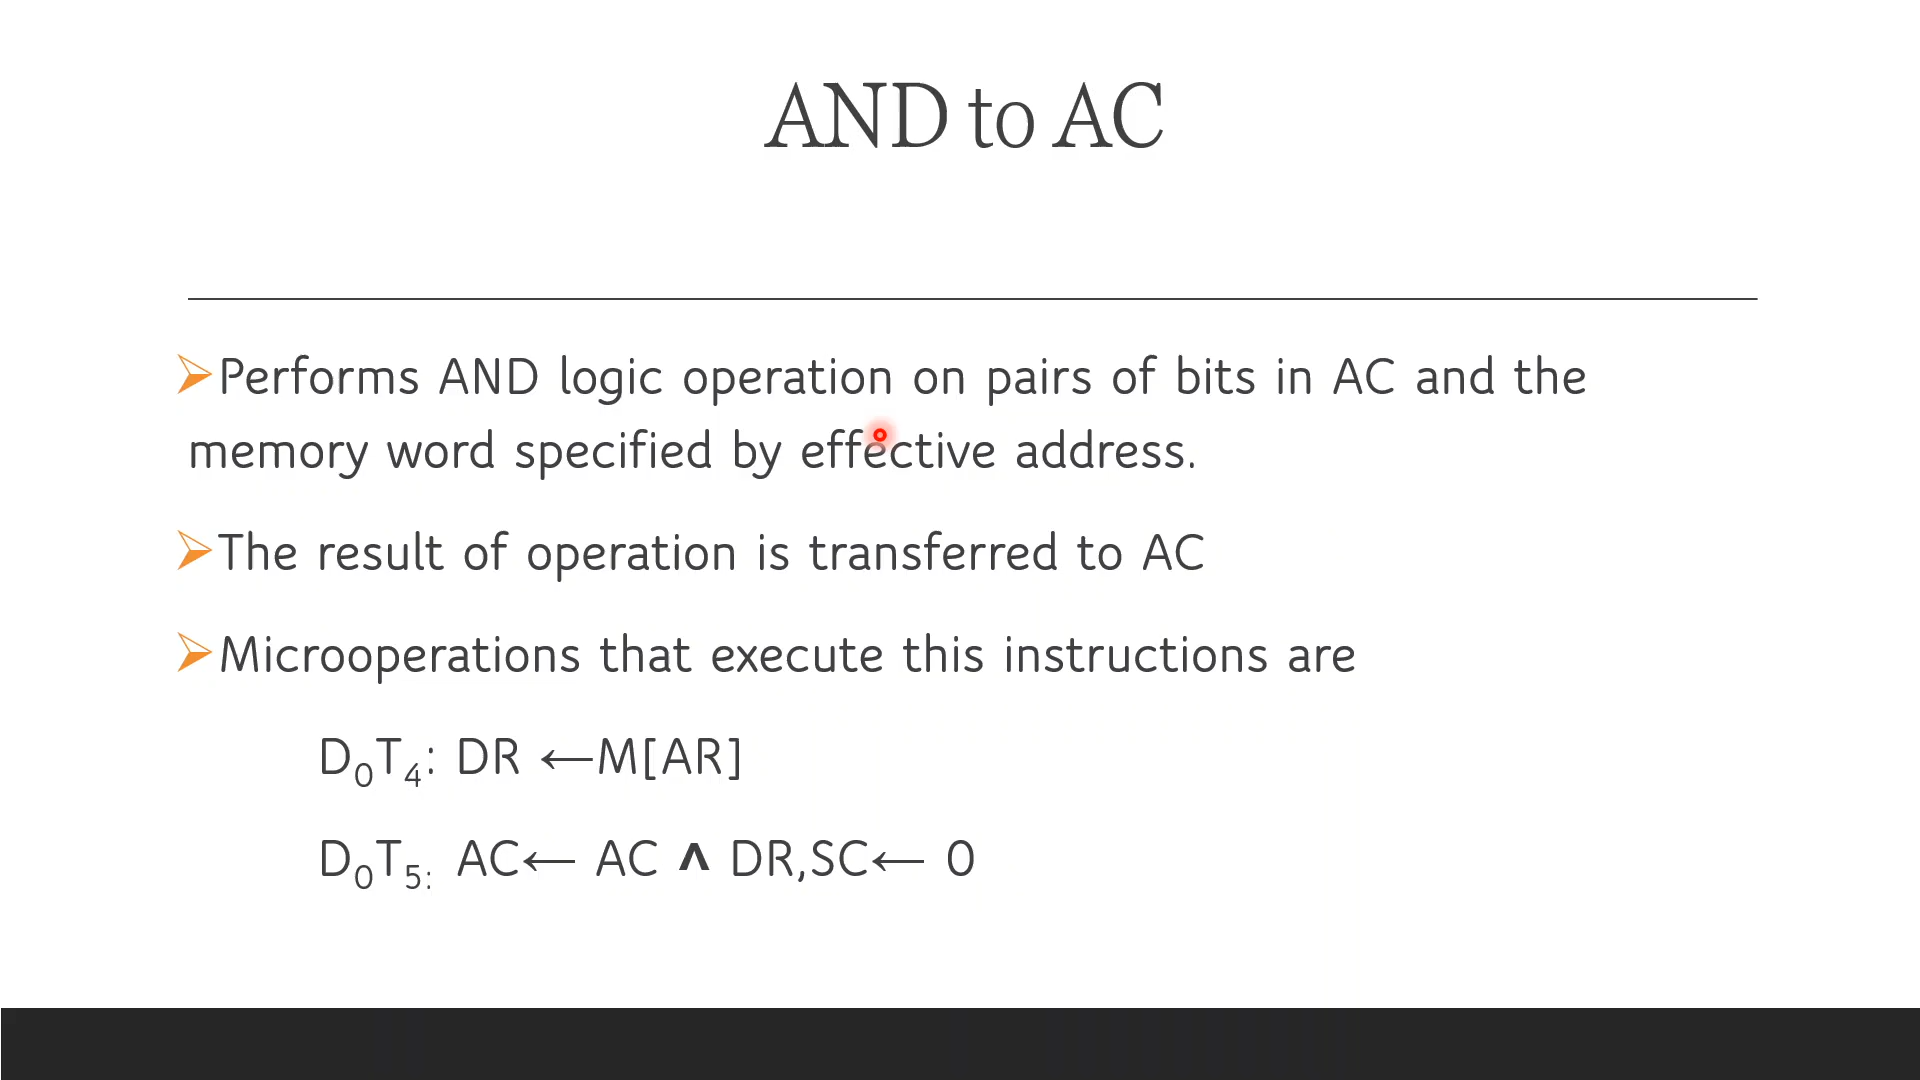 AND to AC
➢Performs AND logic operation on pairs of bits in AC and the
memory word specified by effective address.
➢The result of operation is transferred to AC
➢Microoperations that execute this instructions are
D₀T₄: DR ←M[AR]
D₀T₅: AC← AC ∧ DR,SC← 0